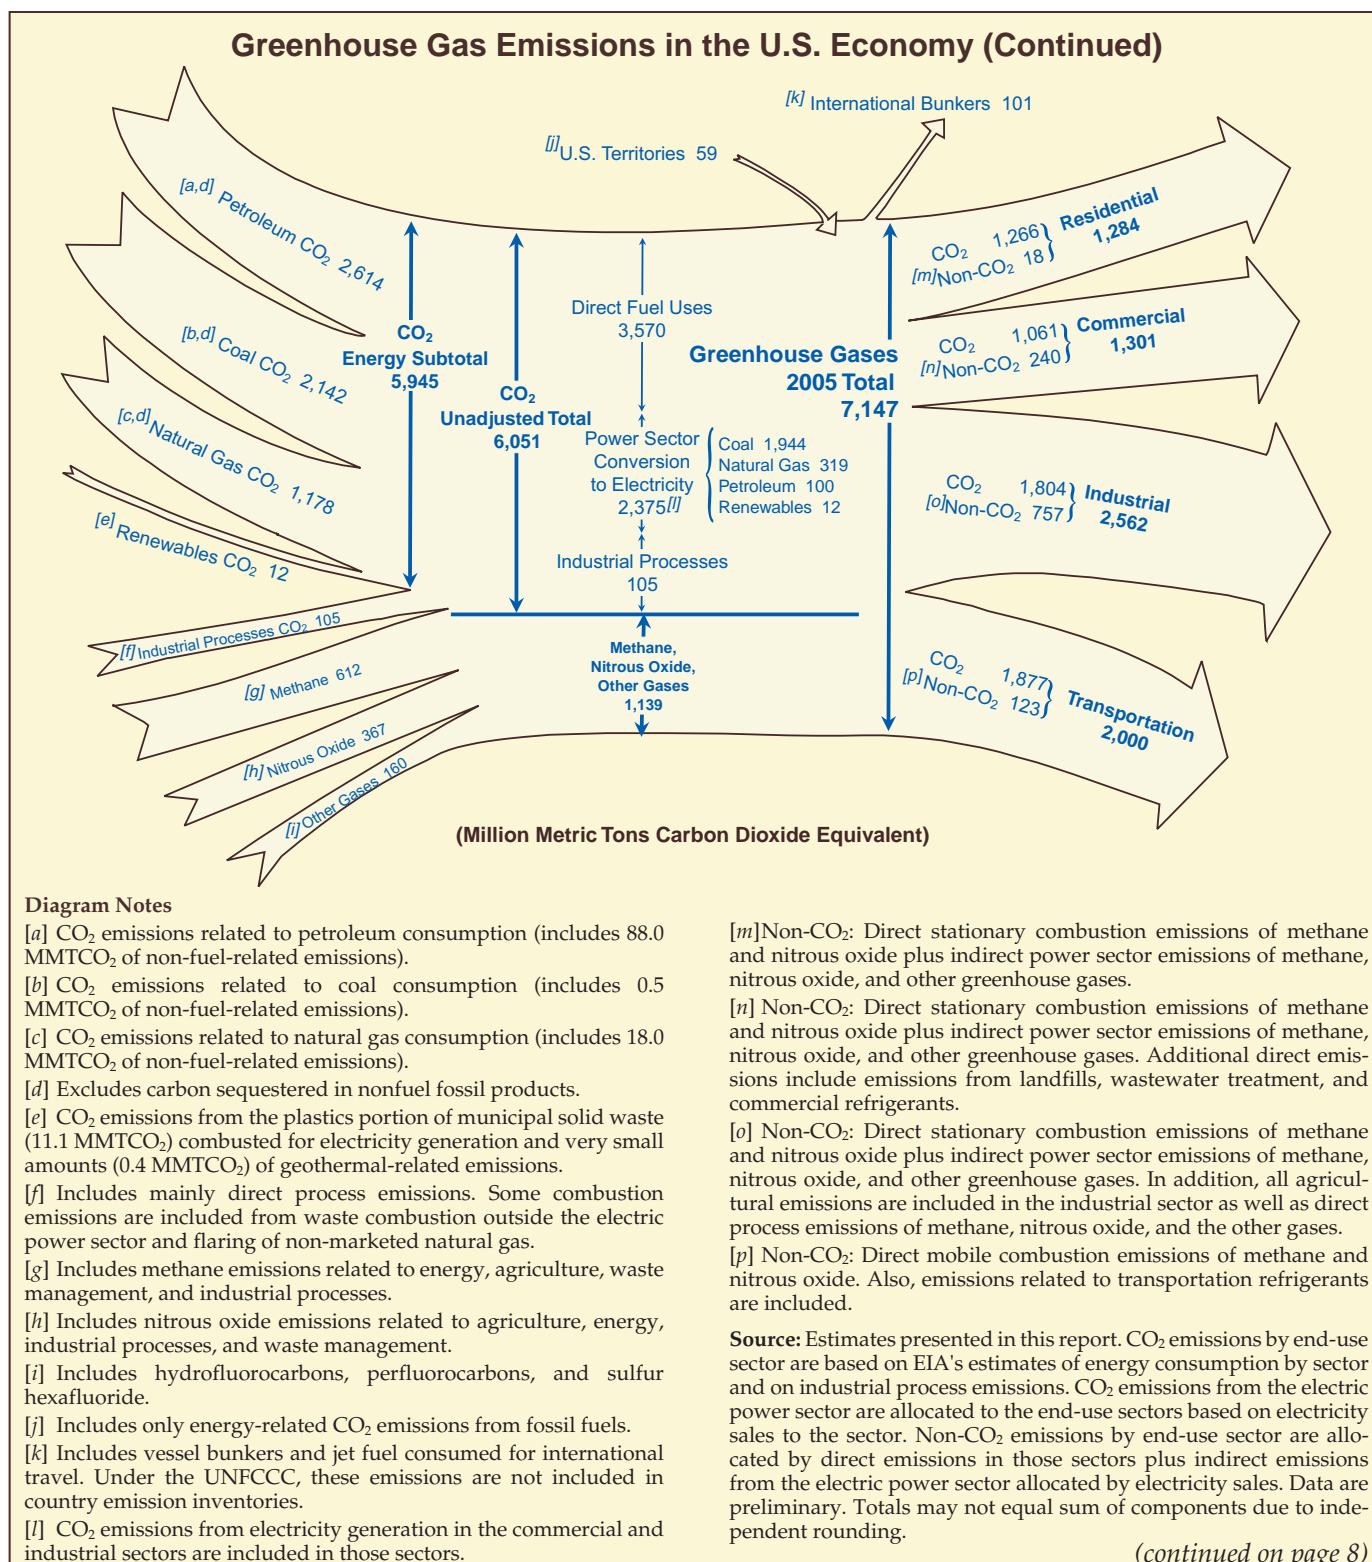 Greenhouse Gas Emissions in the U.S. Economy (Continued)
[k] International Bunkers 101
[j]U.S. Territories 59
[a,d] Petroleum CO₂ 2,614
[b,d] Coal CO₂ 2,142
[c,d] Natural Gas CO₂ 1,178
[e] Renewables CO₂ 12
[f] Industrial Processes CO₂ 105
[g] Methane 612
[h] Nitrous Oxide 367
[i] Other Gases 160
CO₂
Energy Subtotal
5,945
CO₂
Unadjusted Total
6,051
Direct Fuel Uses
3,570
Power Sector
Conversion
to Electricity
2,375[l]
Coal 1,944
Natural Gas 319
Petroleum 100
Renewables 12
Industrial Processes
105
Methane,
Nitrous Oxide,
Other Gases
1,139
Greenhouse Gases
2005 Total
7,147
CO₂ 1,266
[m]Non-CO₂ 18
Residential
1,284
CO₂ 1,061
[n]Non-CO₂ 240
Commercial
1,301
CO₂ 1,804
[o]Non-CO₂ 757
Industrial
2,562
CO₂ 1,877
[p]Non-CO₂ 123
Transportation
2,000
(Million Metric Tons Carbon Dioxide Equivalent)
Diagram Notes
[a] CO₂ emissions related to petroleum consumption (includes 88.0
MMTCO₂ of non-fuel-related emissions).
[b] CO₂ emissions related to coal consumption (includes 0.5
MMTCO₂ of non-fuel-related emissions).
[c] CO₂ emissions related to natural gas consumption (includes 18.0
MMTCO₂ of non-fuel-related emissions).
[d] Excludes carbon sequestered in nonfuel fossil products.
[e] CO₂ emissions from the plastics portion of municipal solid waste
(11.1 MMTCO₂) combusted for electricity generation and very small
amounts (0.4 MMTCO₂) of geothermal-related emissions.
[f] Includes mainly direct process emissions. Some combustion
emissions are included from waste combustion outside the electric
power sector and flaring of non-marketed natural gas.
[g] Includes methane emissions related to energy, agriculture, waste
management, and industrial processes.
[h] Includes nitrous oxide emissions related to agriculture, energy,
industrial processes, and waste management.
[i] Includes hydrofluorocarbons, perfluorocarbons, and sulfur
hexafluoride.
[j] Includes only energy-related CO₂ emissions from fossil fuels.
[k] Includes vessel bunkers and jet fuel consumed for international
travel. Under the UNFCCC, these emissions are not included in
country emission inventories.
[l] CO₂ emissions from electricity generation in the commercial and
industrial sectors are included in those sectors.
[m]Non-CO₂: Direct stationary combustion emissions of methane
and nitrous oxide plus indirect power sector emissions of methane,
nitrous oxide, and other greenhouse gases.
[n] Non-CO₂: Direct stationary combustion emissions of methane
and nitrous oxide plus indirect power sector emissions of methane,
nitrous oxide, and other greenhouse gases. Additional direct emis-
sions include emissions from landfills, wastewater treatment, and
commercial refrigerants.
[o] Non-CO₂: Direct stationary combustion emissions of methane
and nitrous oxide plus indirect power sector emissions of methane,
nitrous oxide, and other greenhouse gases. In addition, all agricul-
tural emissions are included in the industrial sector as well as direct
process emissions of methane, nitrous oxide, and the other gases.
[p] Non-CO₂: Direct mobile combustion emissions of methane and
nitrous oxide. Also, emissions related to transportation refrigerants
are included.
Source: Estimates presented in this report. CO₂ emissions by end-use
sector are based on EIA's estimates of energy consumption by sector
and on industrial process emissions. CO₂ emissions from the electric
power sector are allocated to the end-use sectors based on electricity
sales to the sector. Non-CO₂ emissions by end-use sector are allo-
cated by direct emissions in those sectors plus indirect emissions
from the electric power sector allocated by electricity sales. Data are
preliminary. Totals may not equal sum of components due to inde-
pendent rounding.
(continued on page 8)